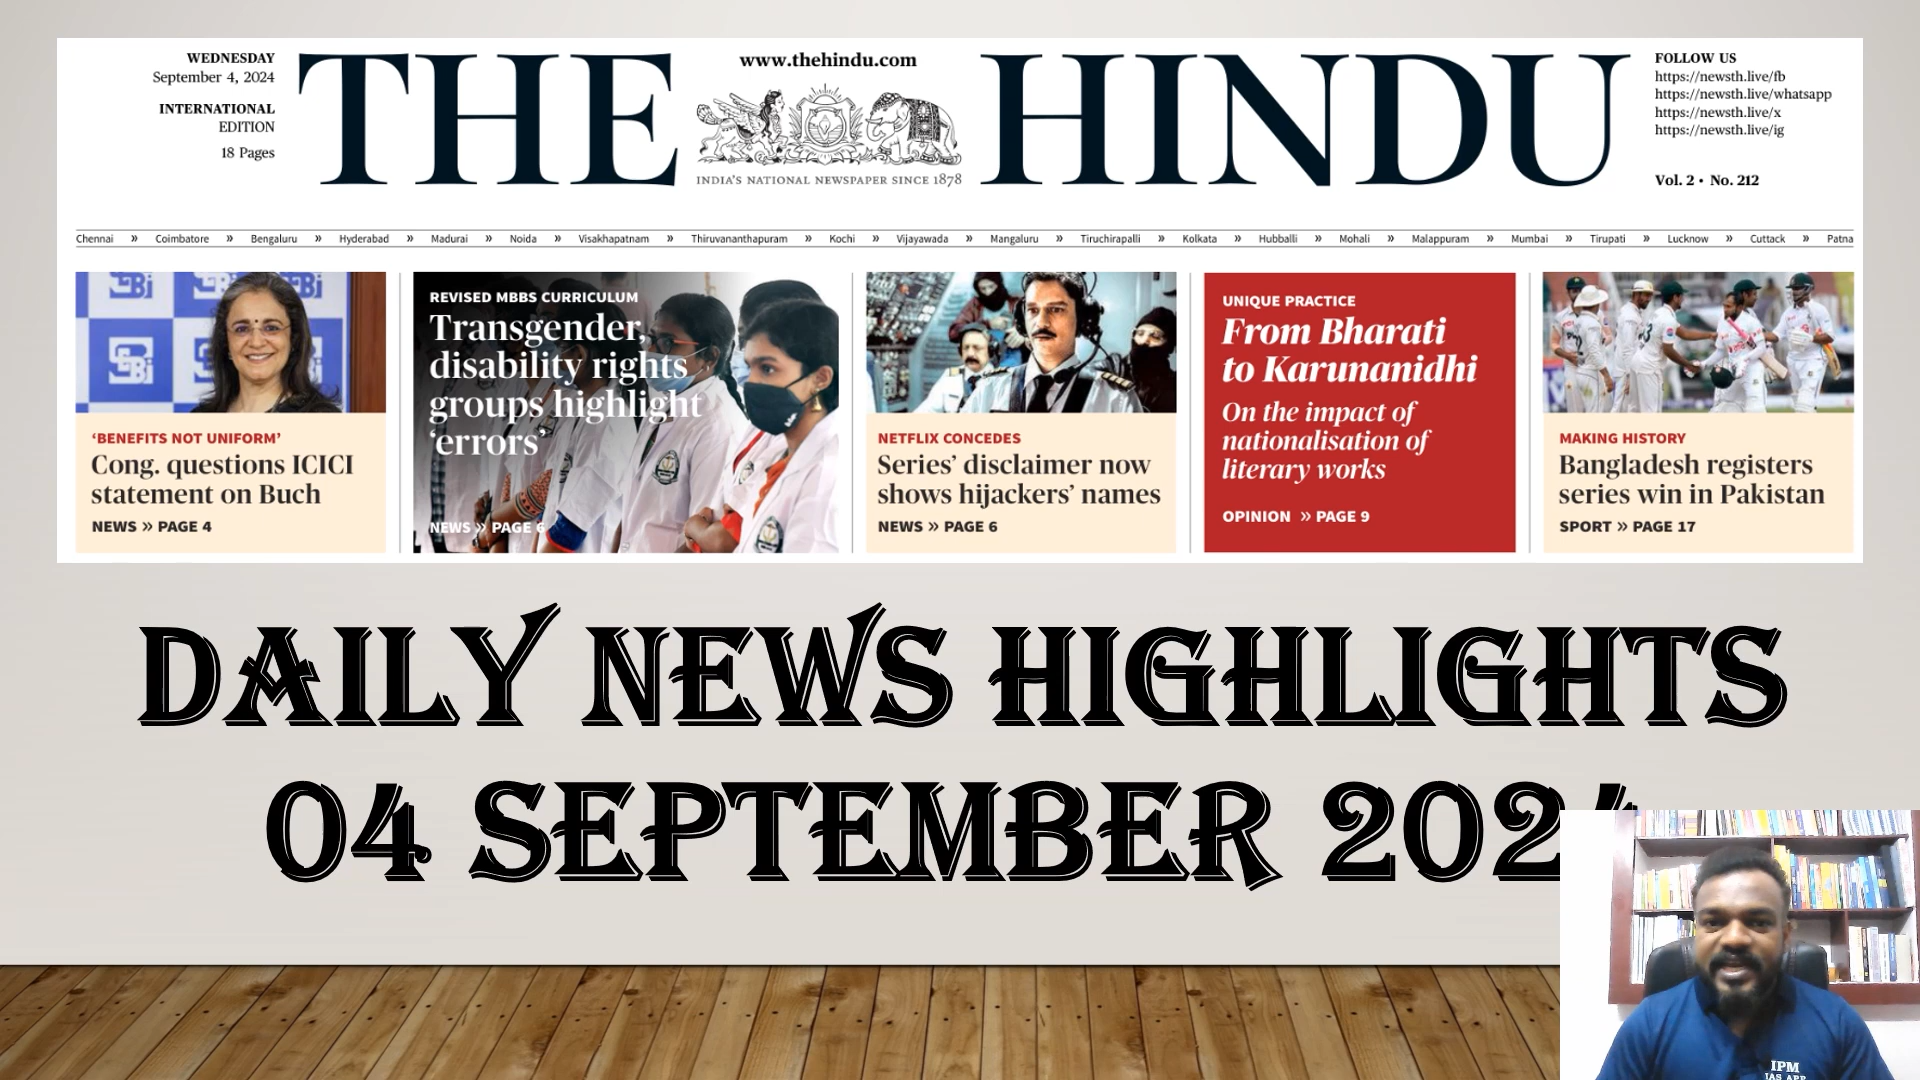 WEDNESDAY
September 4, 2024
INTERNATIONAL
EDITION
18 Pages
THE HINDU
www.thehindu.com
INDIA'S NATIONAL NEWSPAPER SINCE 1878
FOLLOW US
https://newsth.live/fb
https://newsth.live/whatsapp
https://newsth.live/x
https://newsth.live/ig
Vol. 2 • No. 212
Chennai » Coimbatore » Bengaluru » Hyderabad » Madurai » Noida » Visakhapatnam » Thiruvananthapuram » Kochi » Vijayawada » Mangaluru » Tiruchirapalli » Kolkata » Hubballi » Mohali » Malappuram » Mumbai » Tirupati » Lucknow » Cuttack » Patna
SEBI
‘BENEFITS NOT UNIFORM’
Cong. questions ICICI
statement on Buch
NEWS » PAGE 4
REVISED MBBS CURRICULUM
Transgender,
disability rights
groups highlight
‘errors’
NEWS » PAGE 6
NETFLIX CONCEDES
Series’ disclaimer now
shows hijackers’ names
NEWS » PAGE 6
UNIQUE PRACTICE
From Bharati
to Karunanidhi
On the impact of
nationalisation of
literary works
OPINION » PAGE 9
MAKING HISTORY
Bangladesh registers
series win in Pakistan
SPORT » PAGE 17
DAILY NEWS HIGHLIGHTS
04 SEPTEMBER 2024
IPM
IAS APP